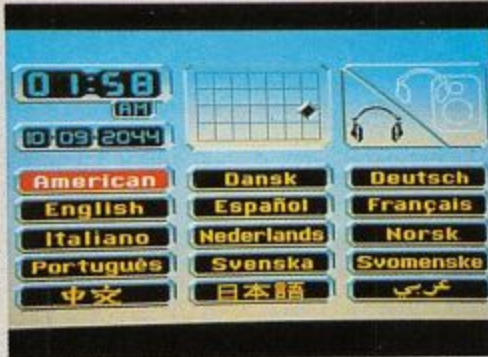 01:58
AM
10-09-2044
American Dansk Deutsch
English Español Français
Italiano Nederlands Norsk
Português Svenska Svomenske
中文 日本語 عربي